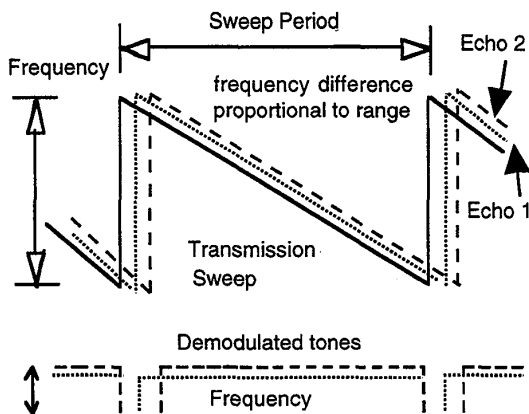 Sweep Period
Echo 2
Frequency
frequency difference
proportional to range
Echo 1
Transmission
Sweep
Demodulated tones
Frequency